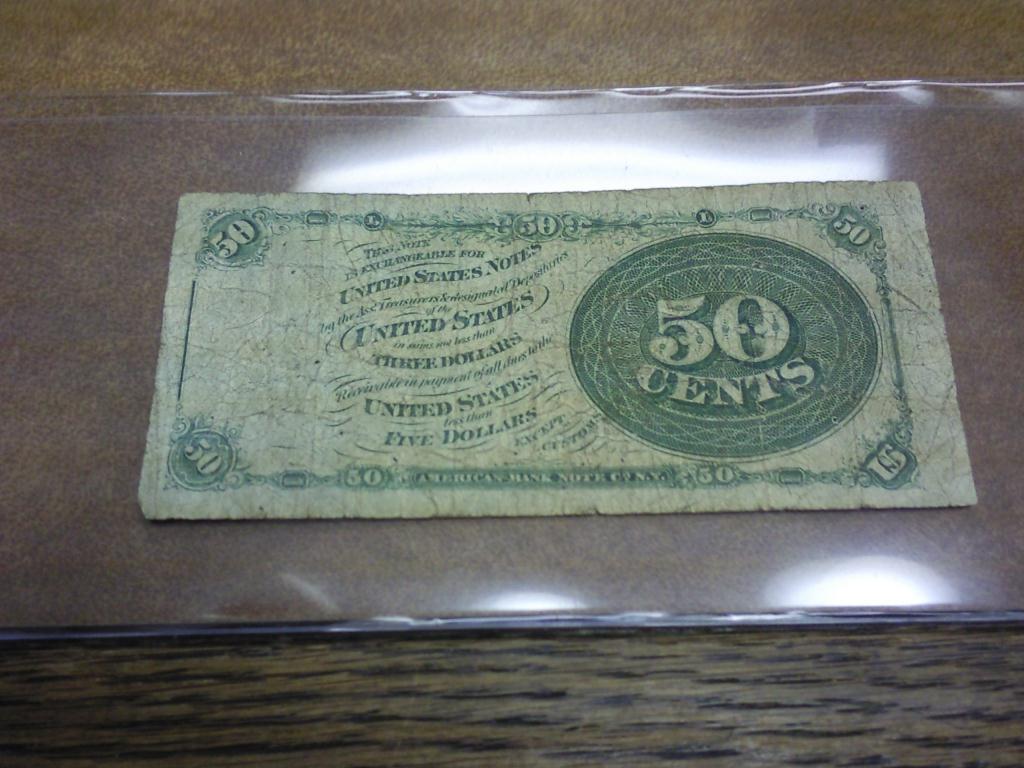 50 50 50
THIS NOTE
IS EXCHANGEABLE FOR
UNITED STATES NOTES
by the Asst Treasurers & designated Depositaries
of the
UNITED STATES
in sums not less than
THREE DOLLARS
Receivable in payment of all dues to the
UNITED STATES
less than
FIVE DOLLARS
EXCEPT
CUSTOMS
50
CENTS
50
50 AMERICAN BANK NOTE CO N.Y. 50